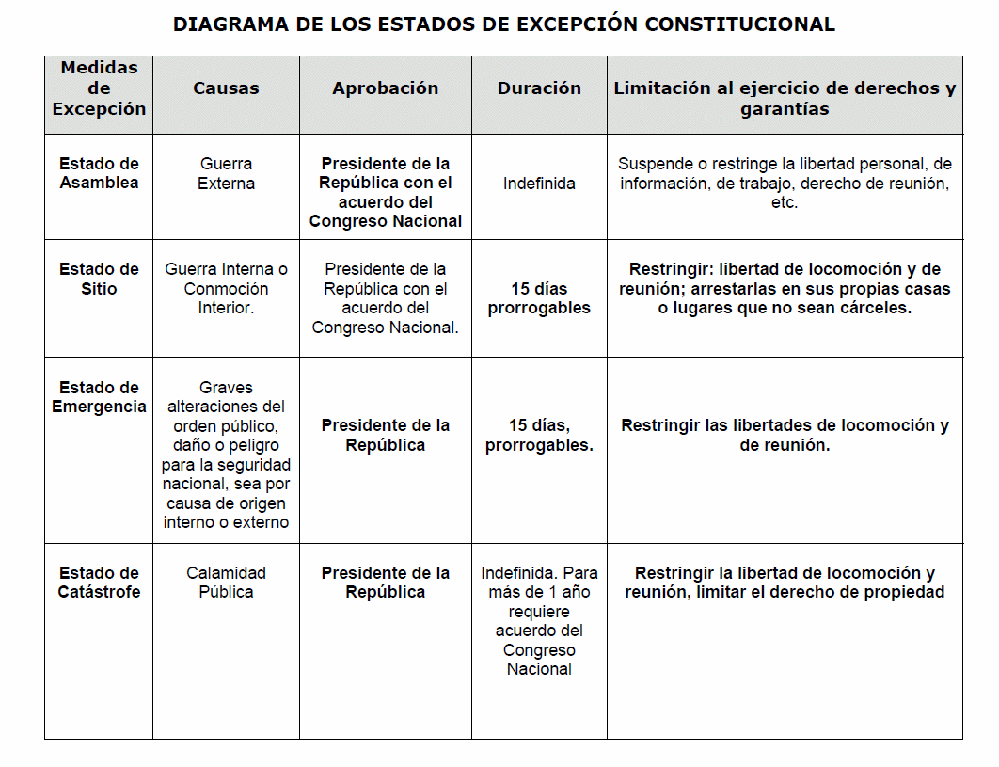 DIAGRAMA DE LOS ESTADOS DE EXCEPCIÓN CONSTITUCIONAL
Medidas
de
Excepción
Causas
Aprobación
Duración
Limitación al ejercicio de derechos y
garantías
Estado de
Asamblea
Guerra
Externa
Presidente de la
República con el
acuerdo del
Congreso Nacional
Indefinida
Suspende o restringe la libertad personal, de
información, de trabajo, derecho de reunión,
etc.
Estado de
Sitio
Guerra Interna o
Conmoción
Interior.
Presidente de la
República con el
acuerdo del
Congreso Nacional.
15 días
prorrogables
Restringir: libertad de locomoción y de
reunión; arrestarlas en sus propias casas
o lugares que no sean cárceles.
Estado de
Emergencia
Graves
alteraciones del
orden público,
daño o peligro
para la seguridad
nacional, sea por
causa de origen
interno o externo
Presidente de la
República
15 días,
prorrogables.
Restringir las libertades de locomoción y
de reunión.
Estado de
Catástrofe
Calamidad
Pública
Presidente de la
República
Indefinida. Para
más de 1 año
requiere
acuerdo del
Congreso
Nacional
Restringir la libertad de locomoción y
reunión, limitar el derecho de propiedad